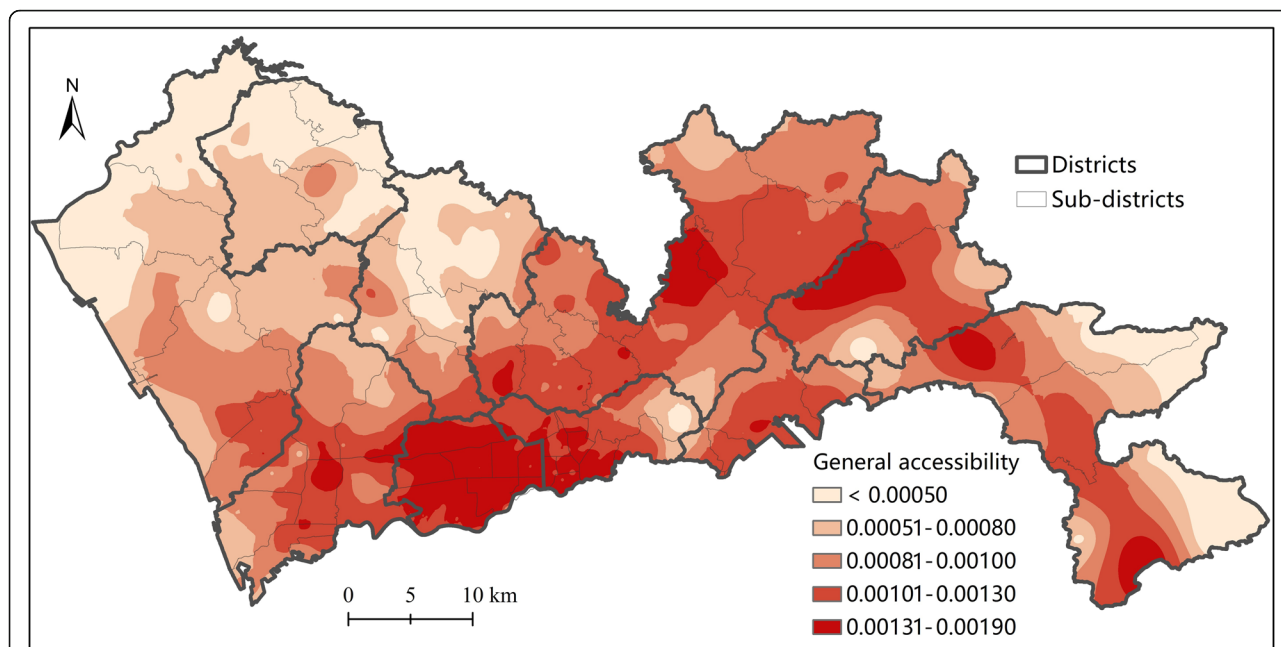 N
Districts
Sub-districts
General accessibility
< 0.00050
0.00051-0.00080
0.00081-0.00100
0.00101-0.00130
0.00131-0.00190
0 5 10 km